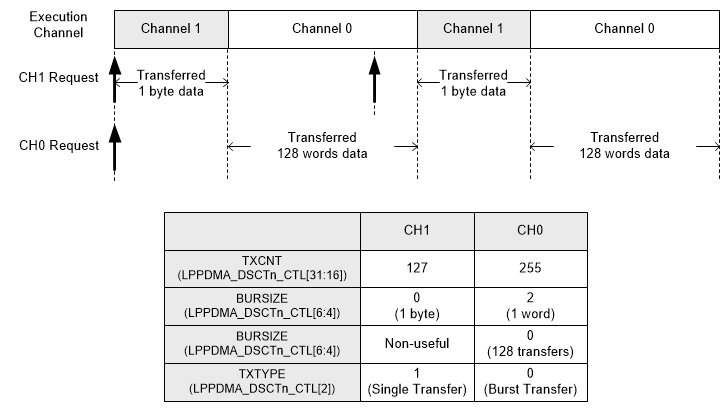 Execution
Channel
Channel 1
Channel 0
Channel 1
Channel 0
CH1 Request
Transferred
1 byte data
Transferred
1 byte data
CH0 Request
Transferred
128 words data
Transferred
128 words data
CH1
CH0
TXCNT
(LPPDMA_DSCTn_CTL[31:16])
127
255
BURSIZE
(LPPDMA_DSCTn_CTL[6:4])
0
(1 byte)
2
(1 word)
BURSIZE
(LPPDMA_DSCTn_CTL[6:4])
Non-useful
0
(128 transfers)
TXTYPE
(LPPDMA_DSCTn_CTL[2])
1
(Single Transfer)
0
(Burst Transfer)